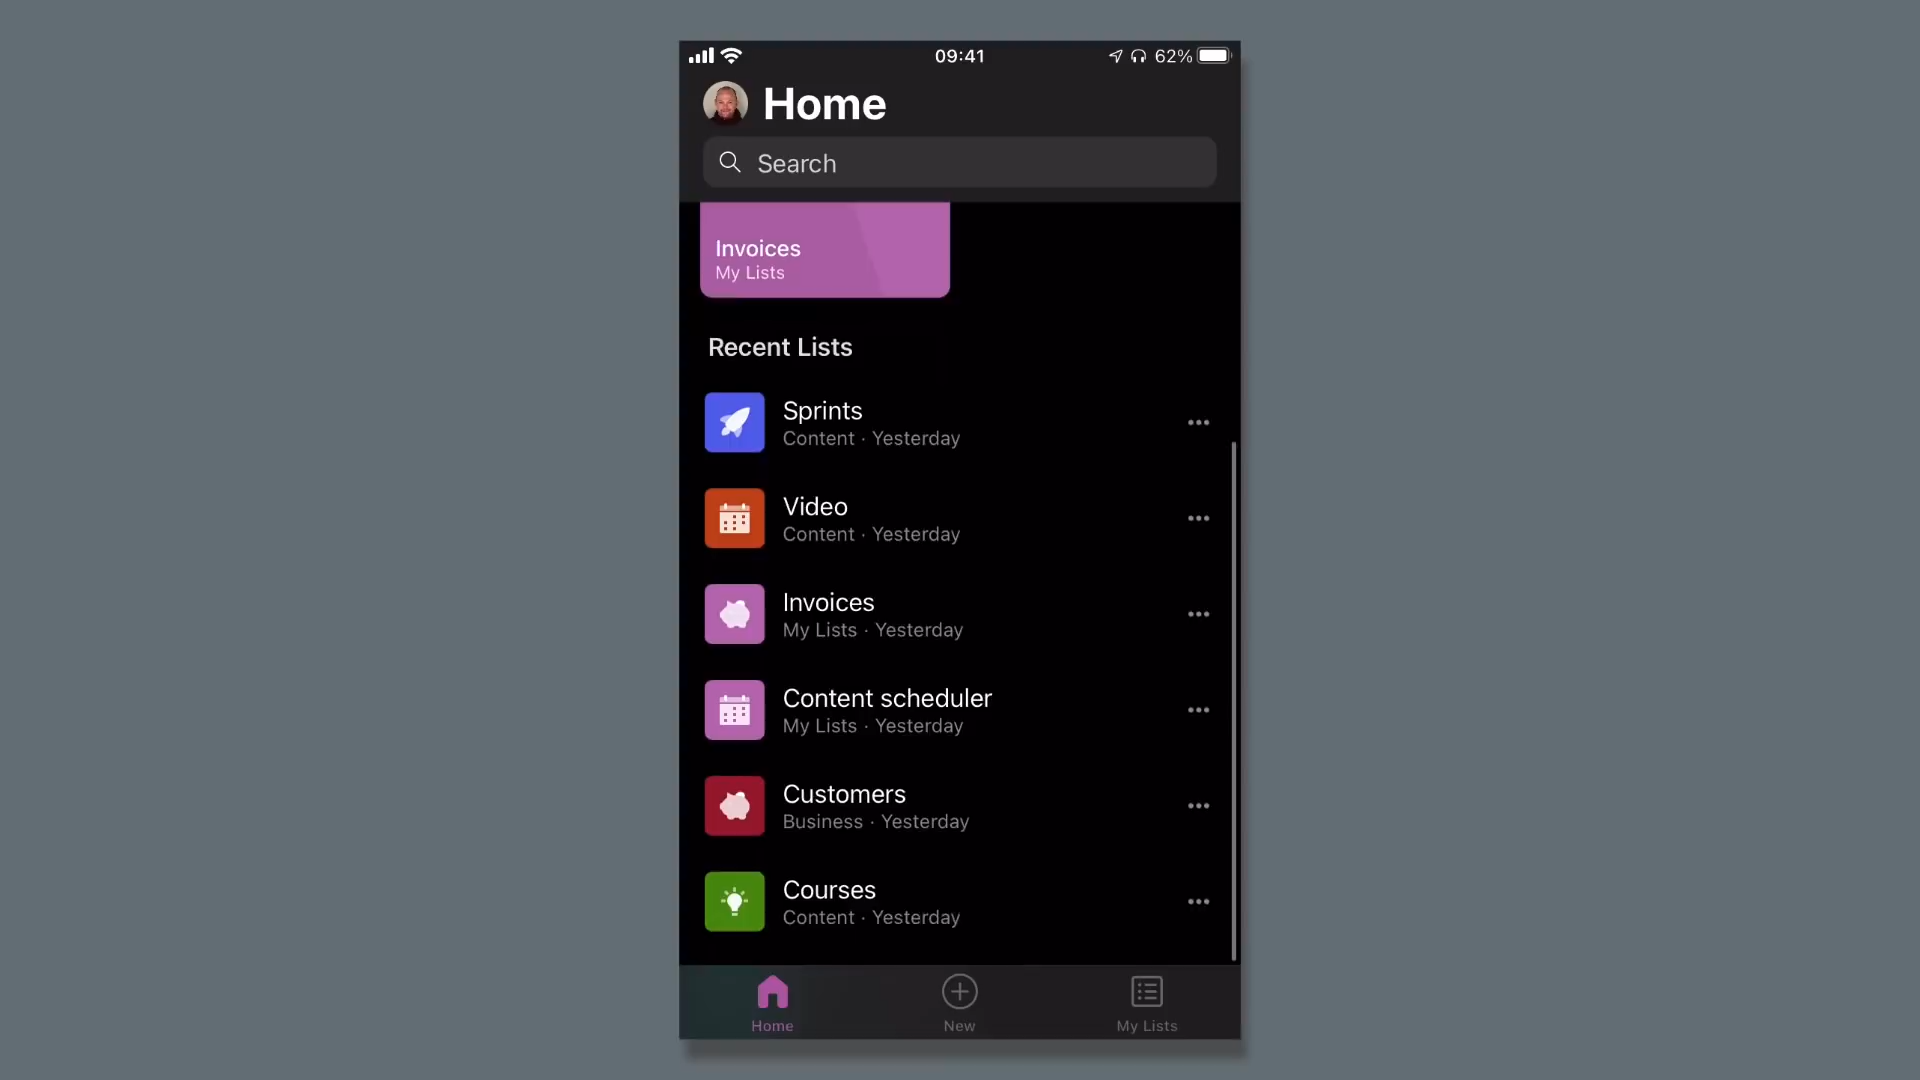 09:41
62%
Home
Search
Invoices
My Lists
Recent Lists
Sprints
Content · Yesterday
Video
Content · Yesterday
Invoices
My Lists · Yesterday
Content scheduler
My Lists · Yesterday
Customers
Business · Yesterday
Courses
Content · Yesterday
Home
New
My Lists